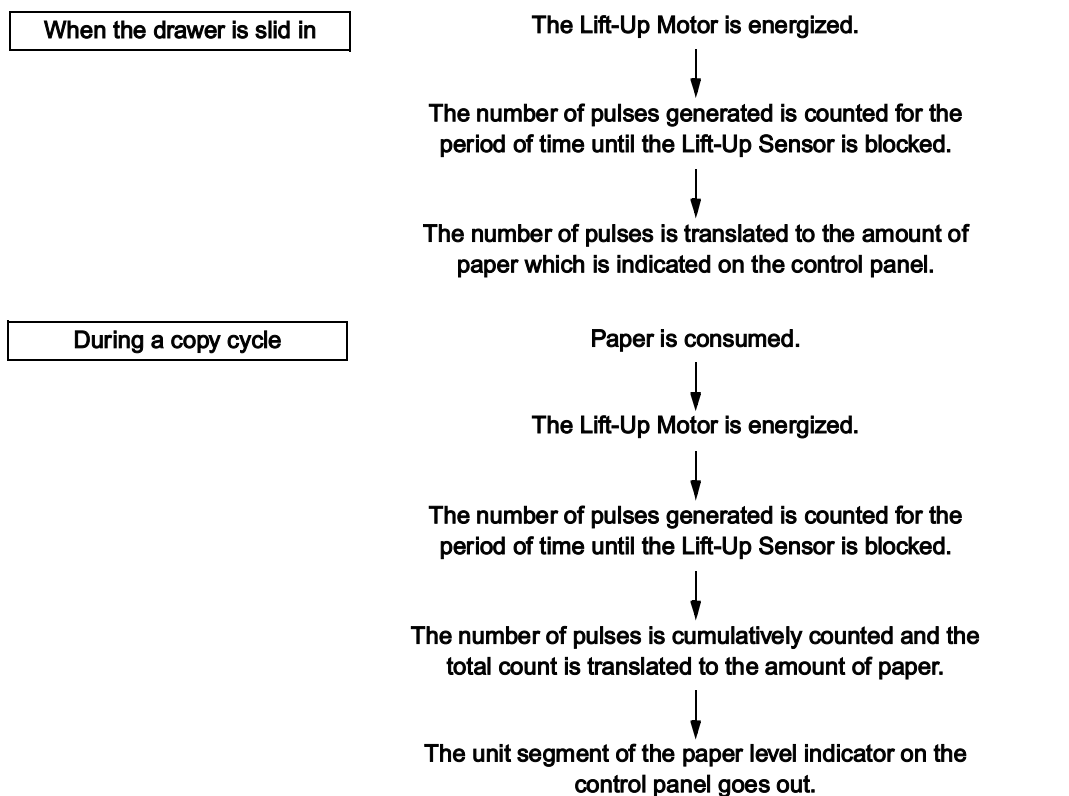 When the drawer is slid in
The Lift-Up Motor is energized.
The number of pulses generated is counted for the
period of time until the Lift-Up Sensor is blocked.
The number of pulses is translated to the amount of
paper which is indicated on the control panel.
During a copy cycle
Paper is consumed.
The Lift-Up Motor is energized.
The number of pulses generated is counted for the
period of time until the Lift-Up Sensor is blocked.
The number of pulses is cumulatively counted and the
total count is translated to the amount of paper.
The unit segment of the paper level indicator on the
control panel goes out.